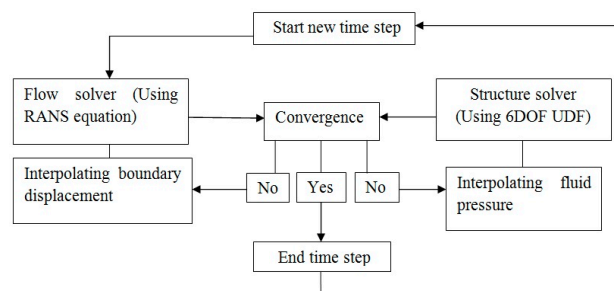 Start new time step
Flow solver (Using
RANS equation)
Convergence
Structure solver
(Using 6DOF UDF)
Interpolating boundary
displacement
No
Yes
No
Interpolating fluid
pressure
End time step